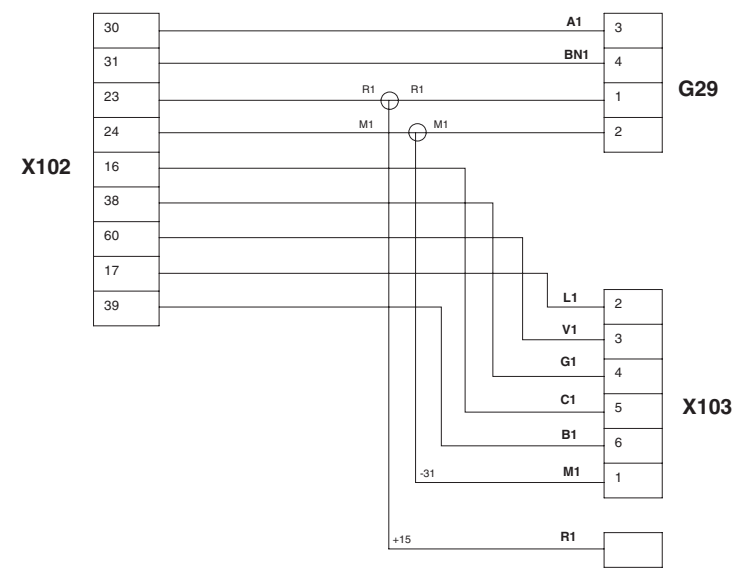 30 A1 3
31 BN1 4
G29
23 R1 R1 1
24 M1 M1 2
X102
16
38
60
17
L1 2
39
V1 3
G1 4
C1 5
X103
B1 6
-31 M1 1
+15 R1